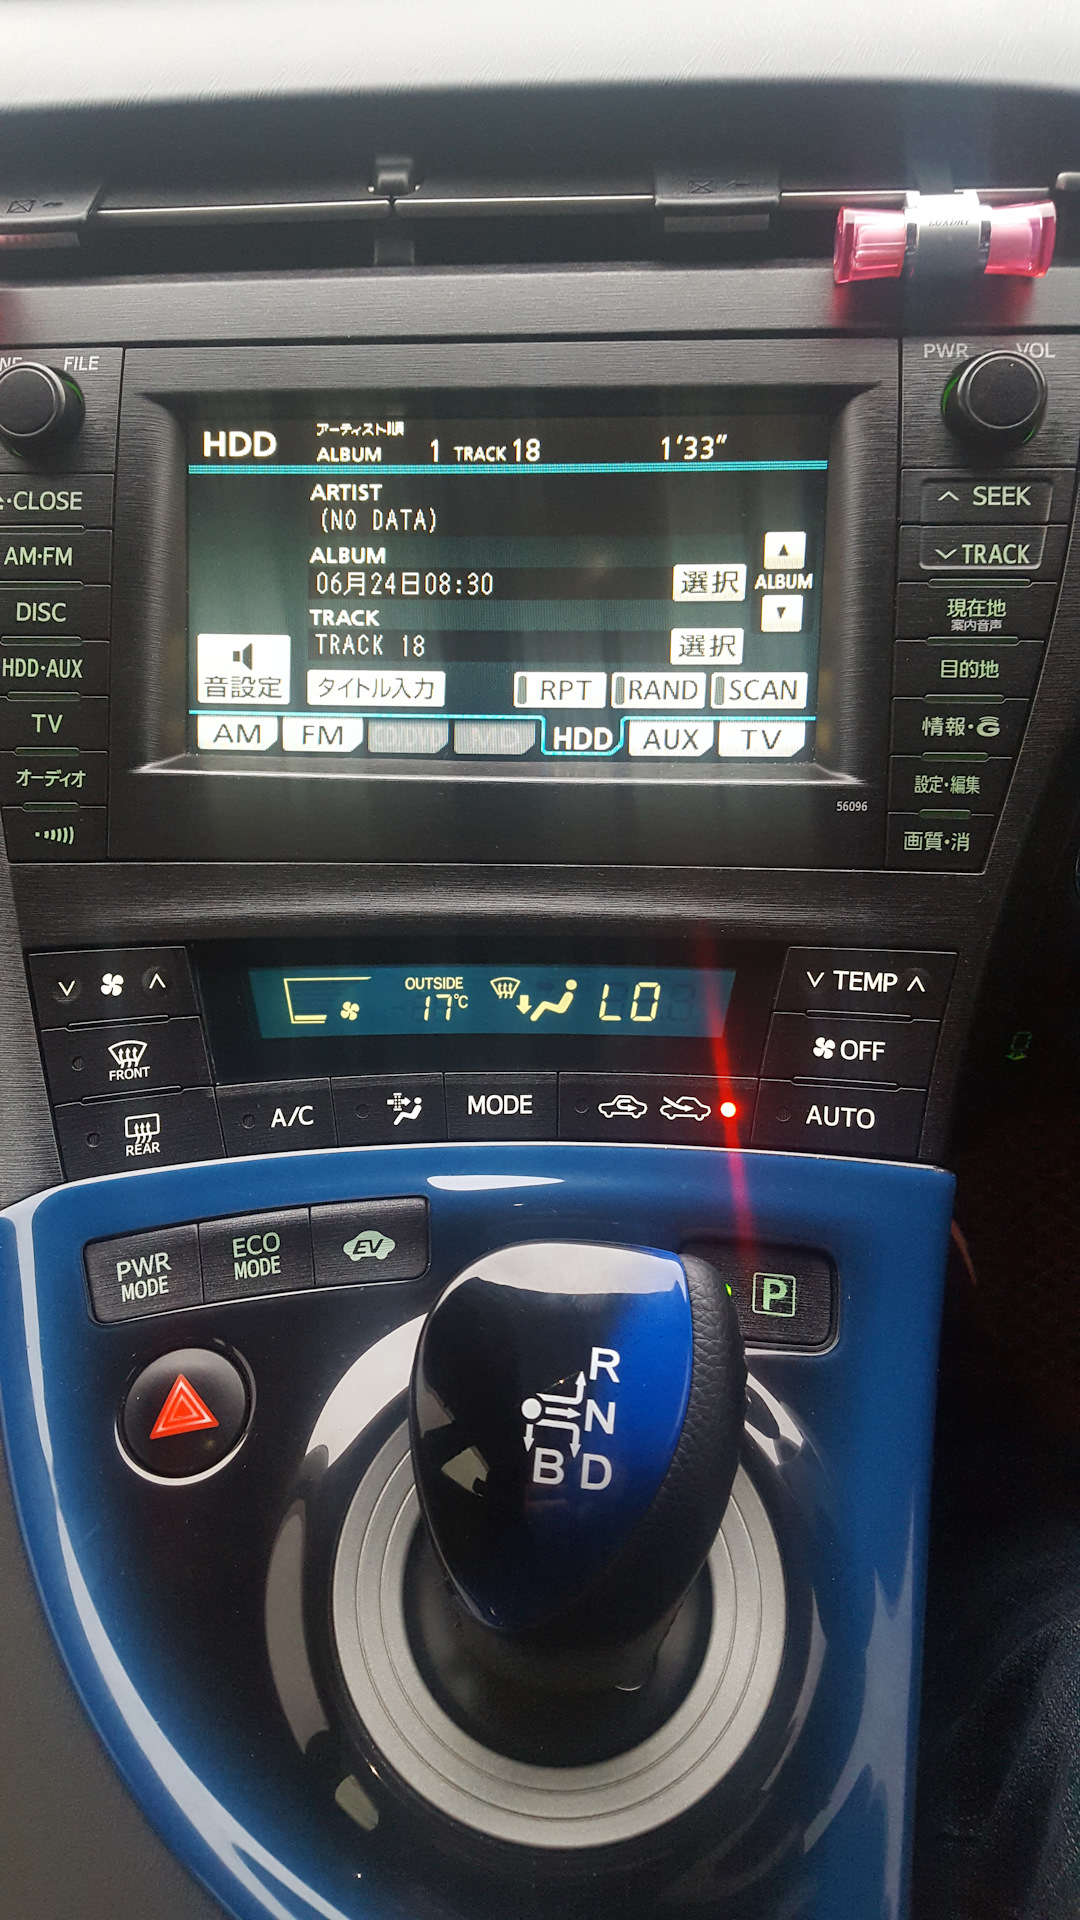 LUXURY
FILE
PWR VOL
HDD
アーティスト順
ALBUM 1 TRACK 18 1'33"
ARTIST
(NO DATA)
ALBUM
06月24日08:30
選択
ALBUM
TRACK
TRACK 18
選択
音設定
タイトル入力
RPT
RAND
SCAN
AM
FM
CD/DVD
MD
HDD
AUX
TV
56096
CLOSE
AM・FM
DISC
HDD・AUX
TV
オーディオ
SEEK
TRACK
現在地
案内音声
目的地
情報・G
設定・編集
画質・消
OUTSIDE
17℃
LO
TEMP
OFF
FRONT
REAR
A/C
MODE
AUTO
PWR
MODE
ECO
MODE
EV
P
R
N
B D